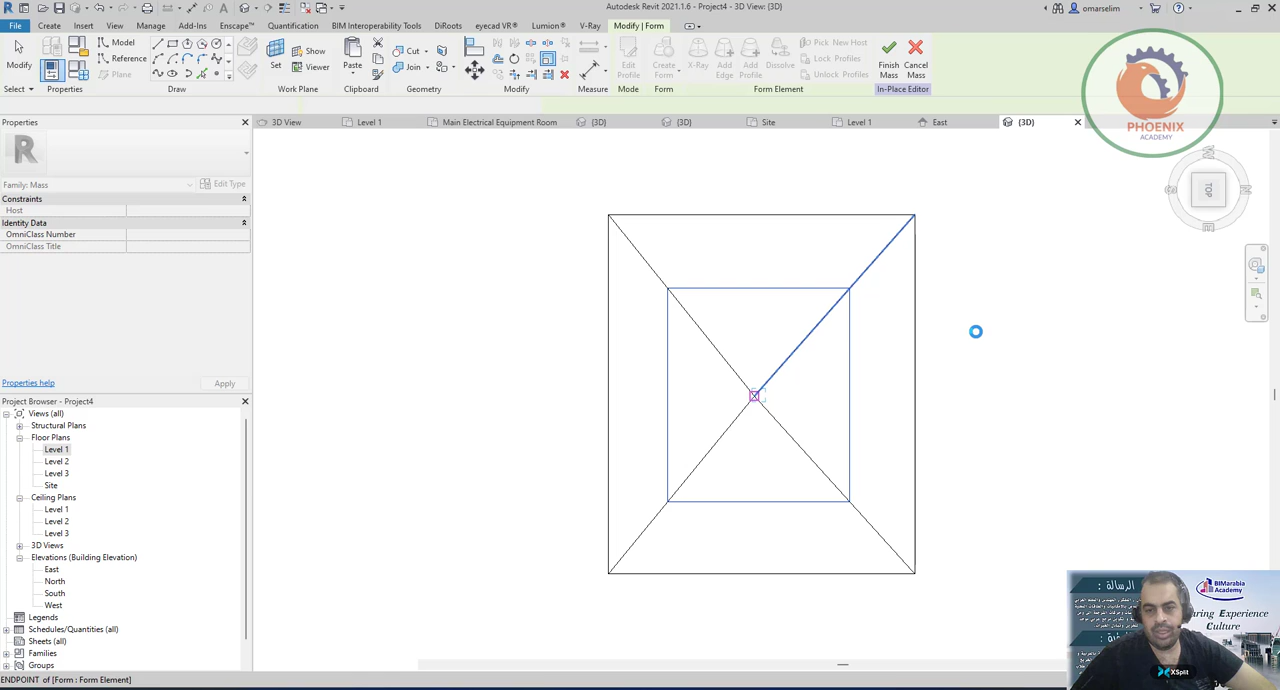 Autodesk Revit 2021.1.6 - Project4 - 3D View: {3D}
omarselim
File Create Insert View Manage Add-Ins Enscape™ Quantification BIM Interoperability Tools DiRoots eyecad VR® Lumion® V-Ray Modify | Form
Modify
Select
Properties
Model
Reference
Plane
Draw
Set
Show
Viewer
Work Plane
Paste
Clipboard
Cut
Join
Geometry
Modify
Measure
Edit Profile
Mode
Create Form
Form
X-Ray
Add Edge
Add Profile
Dissolve
Pick New Host
Lock Profiles
Unlock Profiles
Form Element
Finish Mass
Cancel Mass
In-Place Editor
PHOENIX
ACADEMY
3D View
Level 1
Main Electrical Equipment Room
{3D}
{3D}
Site
Level 1
East
{3D}
Properties
R
Family: Mass
Edit Type
Constraints
Host
Identity Data
OmniClass Number
OmniClass Title
Properties help
Apply
Project Browser - Project4
Views (all)
Structural Plans
Floor Plans
Level 1
Level 2
Level 3
Site
Ceiling Plans
Level 1
Level 2
Level 3
3D Views
Elevations (Building Elevation)
East
North
South
West
Legends
Schedules/Quantities (all)
Sheets (all)
Families
Groups
W
S
TOP
N
E
الرسالة :
BIMarabia
Academy
uring Experience
Culture
XSplit
ENDPOINT of [Form : Form Element]